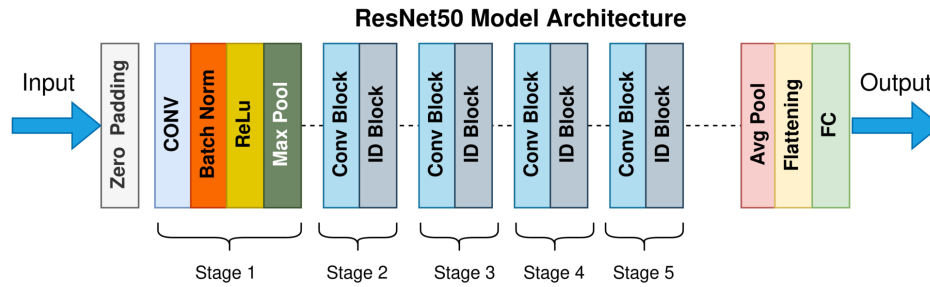 ResNet50 Model Architecture
Input
Zero Padding
CONV
Batch Norm
ReLu
Max Pool
Conv Block
ID Block
Conv Block
ID Block
Conv Block
ID Block
Conv Block
ID Block
Avg Pool
Flattening
FC
Output
Stage 1
Stage 2
Stage 3
Stage 4
Stage 5